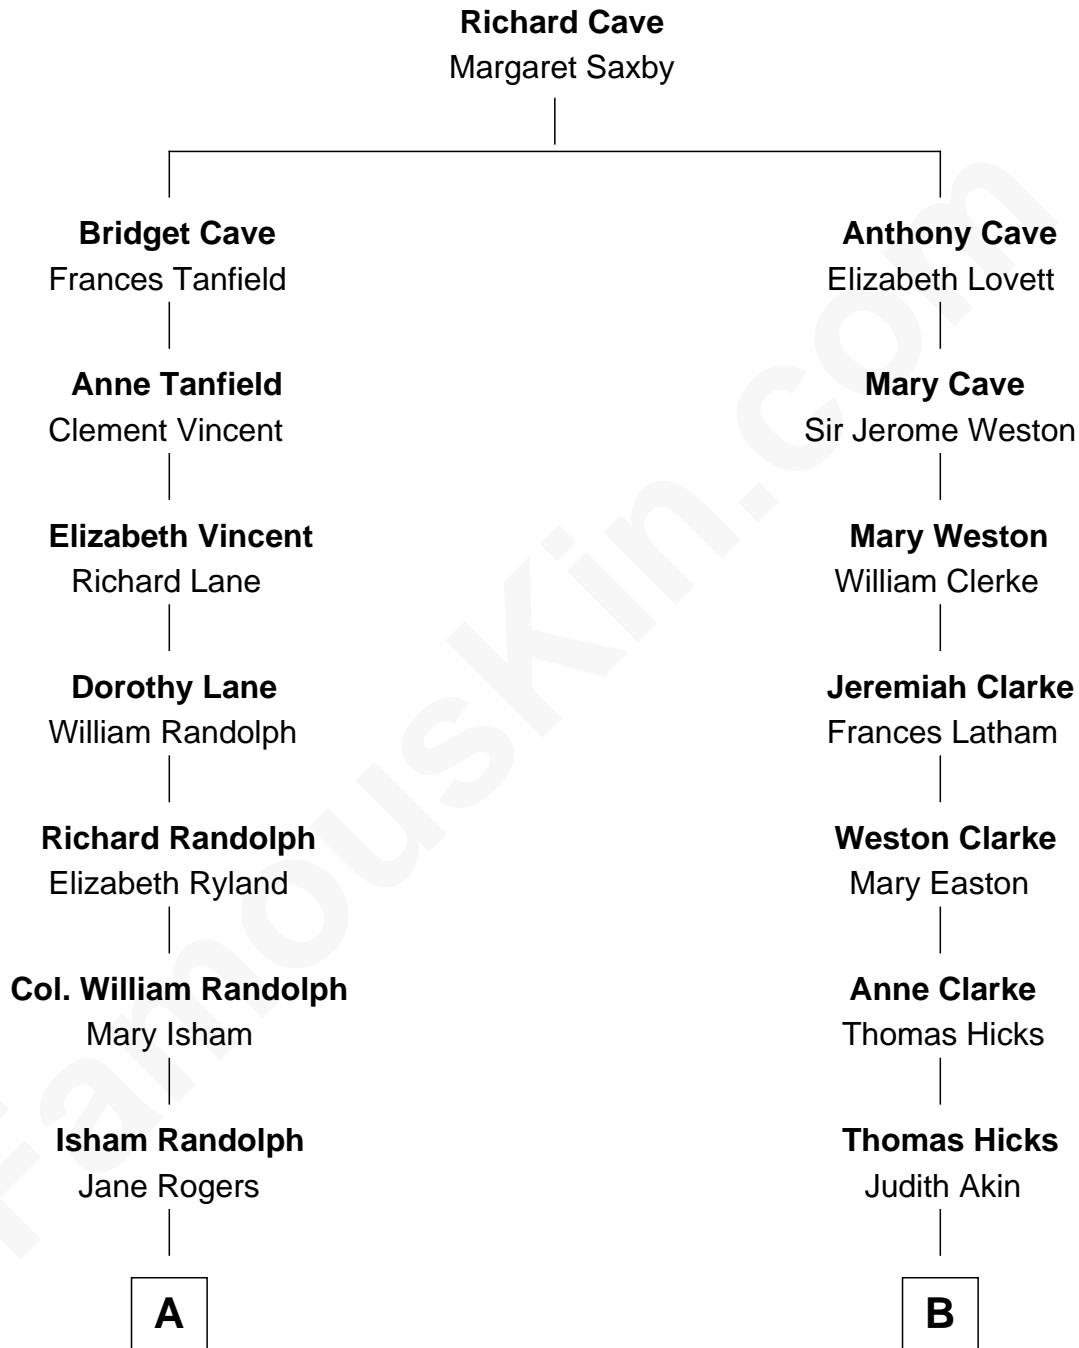 Richard Cave
Margaret Saxby
Bridget Cave
Frances Tanfield
Anne Tanfield
Clement Vincent
Elizabeth Vincent
Richard Lane
Dorothy Lane
William Randolph
Richard Randolph
Elizabeth Ryland
Col. William Randolph
Mary Isham
Isham Randolph
Jane Rogers
A
Anthony Cave
Elizabeth Lovett
Mary Cave
Sir Jerome Weston
Mary Weston
William Clerke
Jeremiah Clarke
Frances Latham
Weston Clarke
Mary Easton
Anne Clarke
Thomas Hicks
Thomas Hicks
Judith Akin
B
FamousKin.com